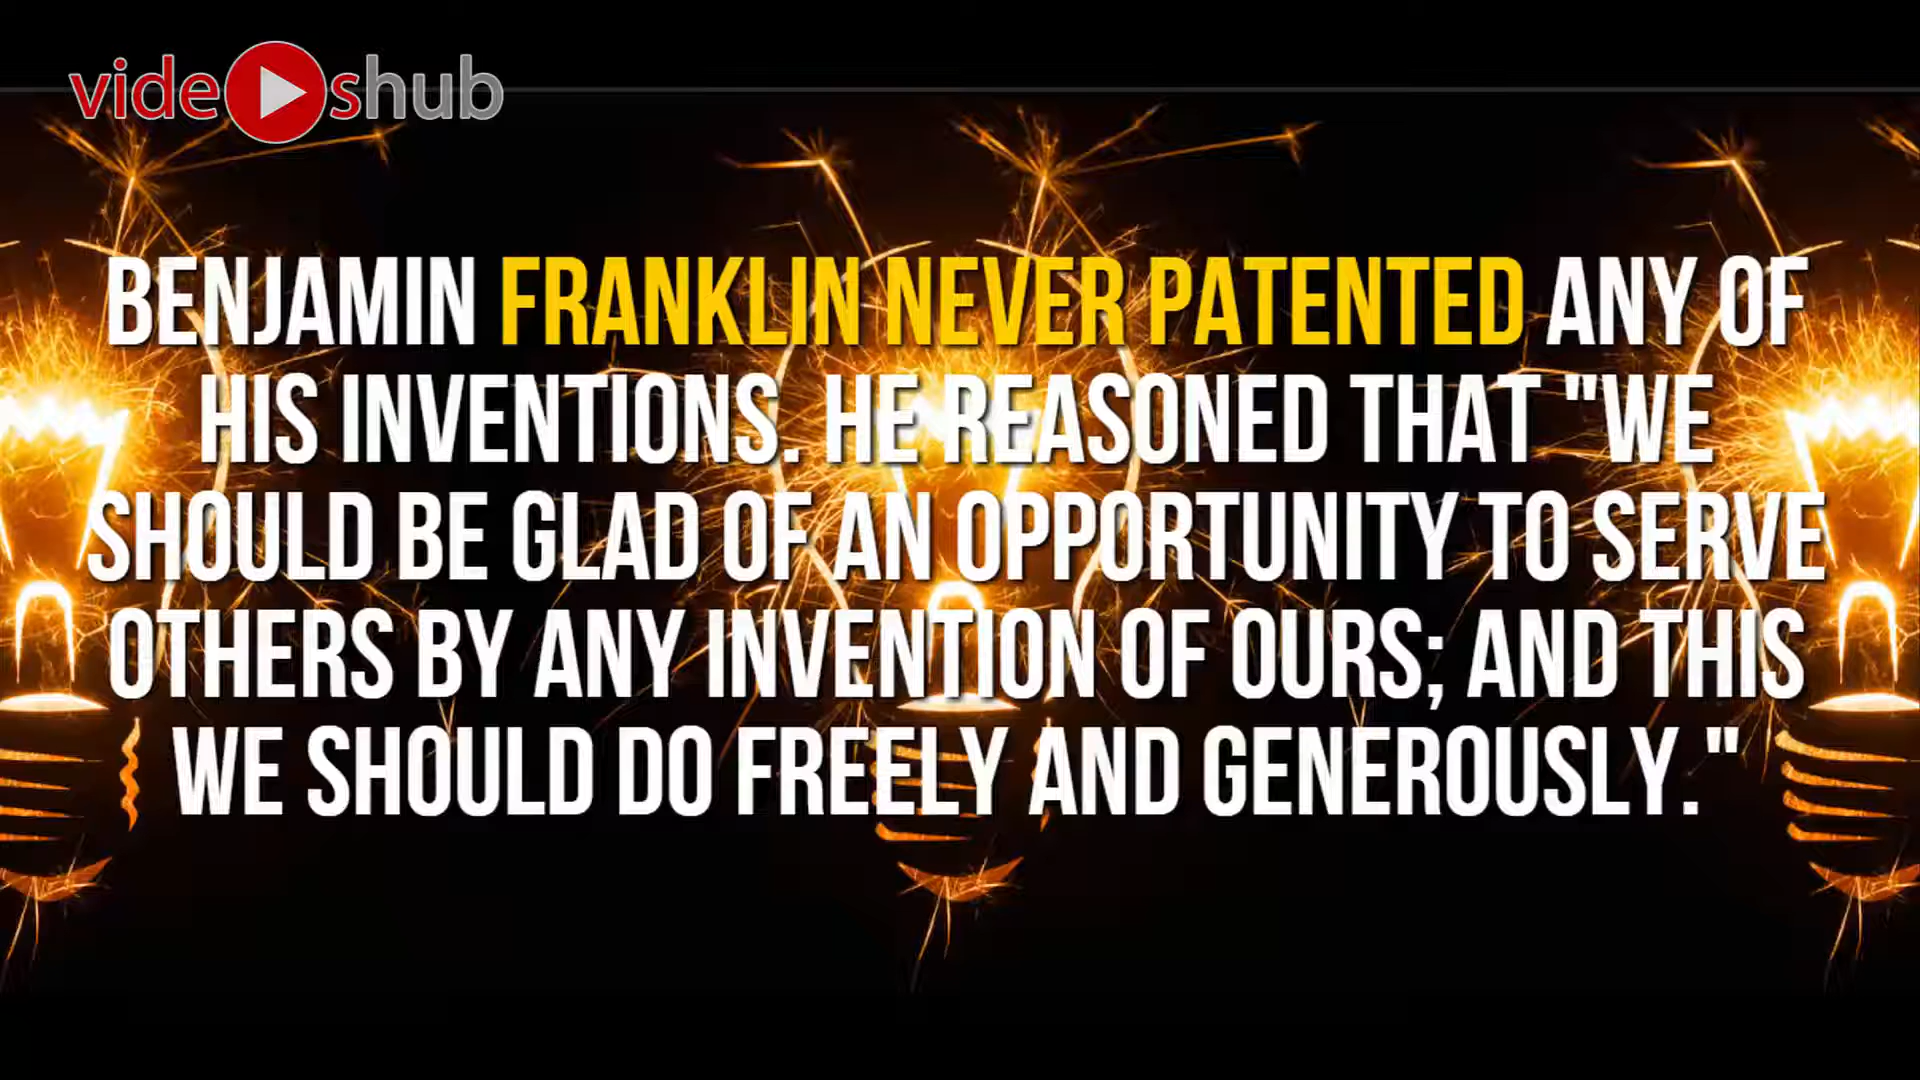 videoshub
BENJAMIN FRANKLIN NEVER PATENTED ANY OF
HIS INVENTIONS. HE REASONED THAT "WE
SHOULD BE GLAD OF AN OPPORTUNITY TO SERVE
OTHERS BY ANY INVENTION OF OURS; AND THIS
WE SHOULD DO FREELY AND GENEROUSLY."